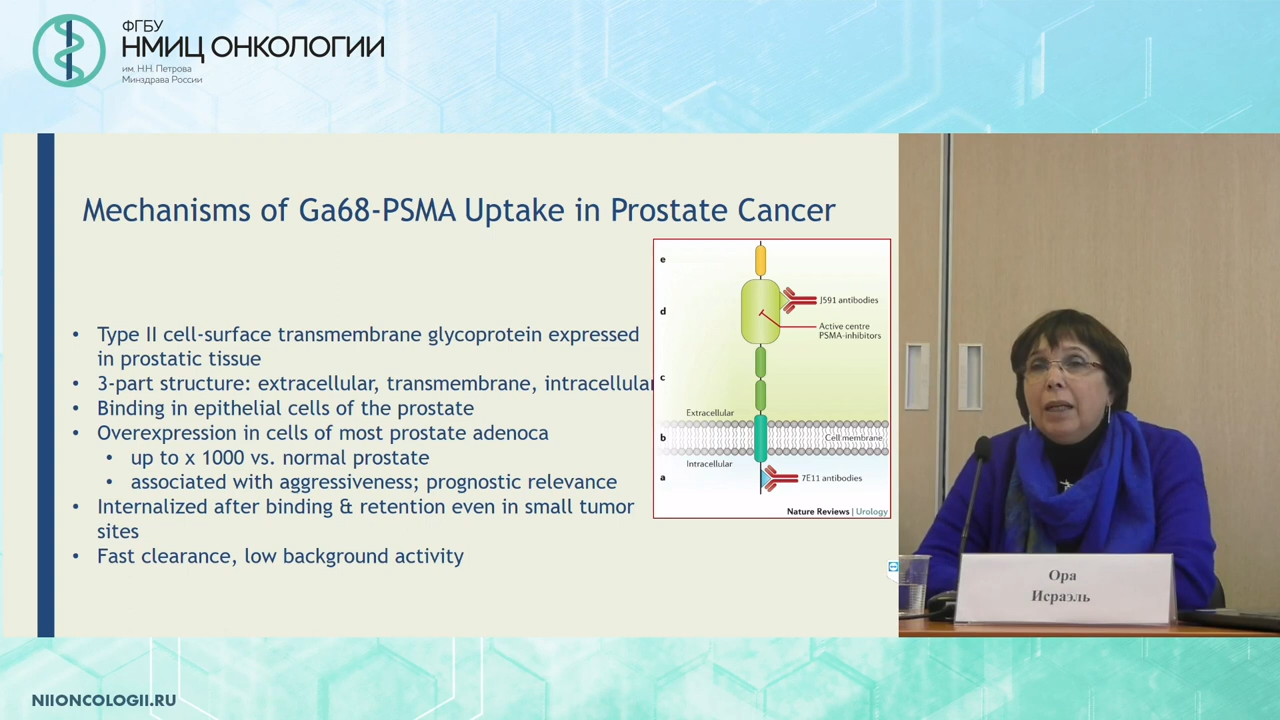 ФГБУ
НМИЦ ОНКОЛОГИИ
им. Н.Н. Петрова
Минздрава России
Mechanisms of Ga68-PSMA Uptake in Prostate Cancer
• Type II cell-surface transmembrane glycoprotein expressed
in prostatic tissue
• 3-part structure: extracellular, transmembrane, intracellular
• Binding in epithelial cells of the prostate
• Overexpression in cells of most prostate adenoca
• up to x 1000 vs. normal prostate
• associated with aggressiveness; prognostic relevance
• Internalized after binding & retention even in small tumor
sites
• Fast clearance, low background activity
e
J591 antibodies
d
Active centre
PSMA-inhibitors
c
Extracellular
b
Cell membrane
Intracellular
a
7E11 antibodies
Nature Reviews | Urology
Ора
Исраэль
NIIONCOLOGII.RU